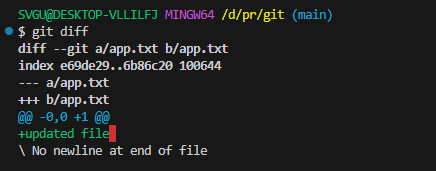 SVGU@DESKTOP-VLLILFJ MINGW64 /d/pr/git (main)
$ git diff
diff --git a/app.txt b/app.txt
index e69de29..6b86c20 100644
--- a/app.txt
+++ b/app.txt
@@ -0,0 +1 @@
+updated file
\ No newline at end of file